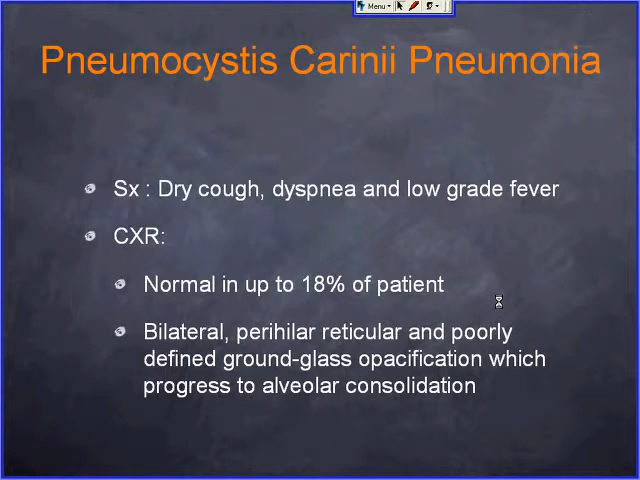 Menu
Pneumocystis Carinii Pneumonia
Sx : Dry cough, dyspnea and low grade fever
CXR:
Normal in up to 18% of patient
Bilateral, perihilar reticular and poorly
defined ground-glass opacification which
progress to alveolar consolidation